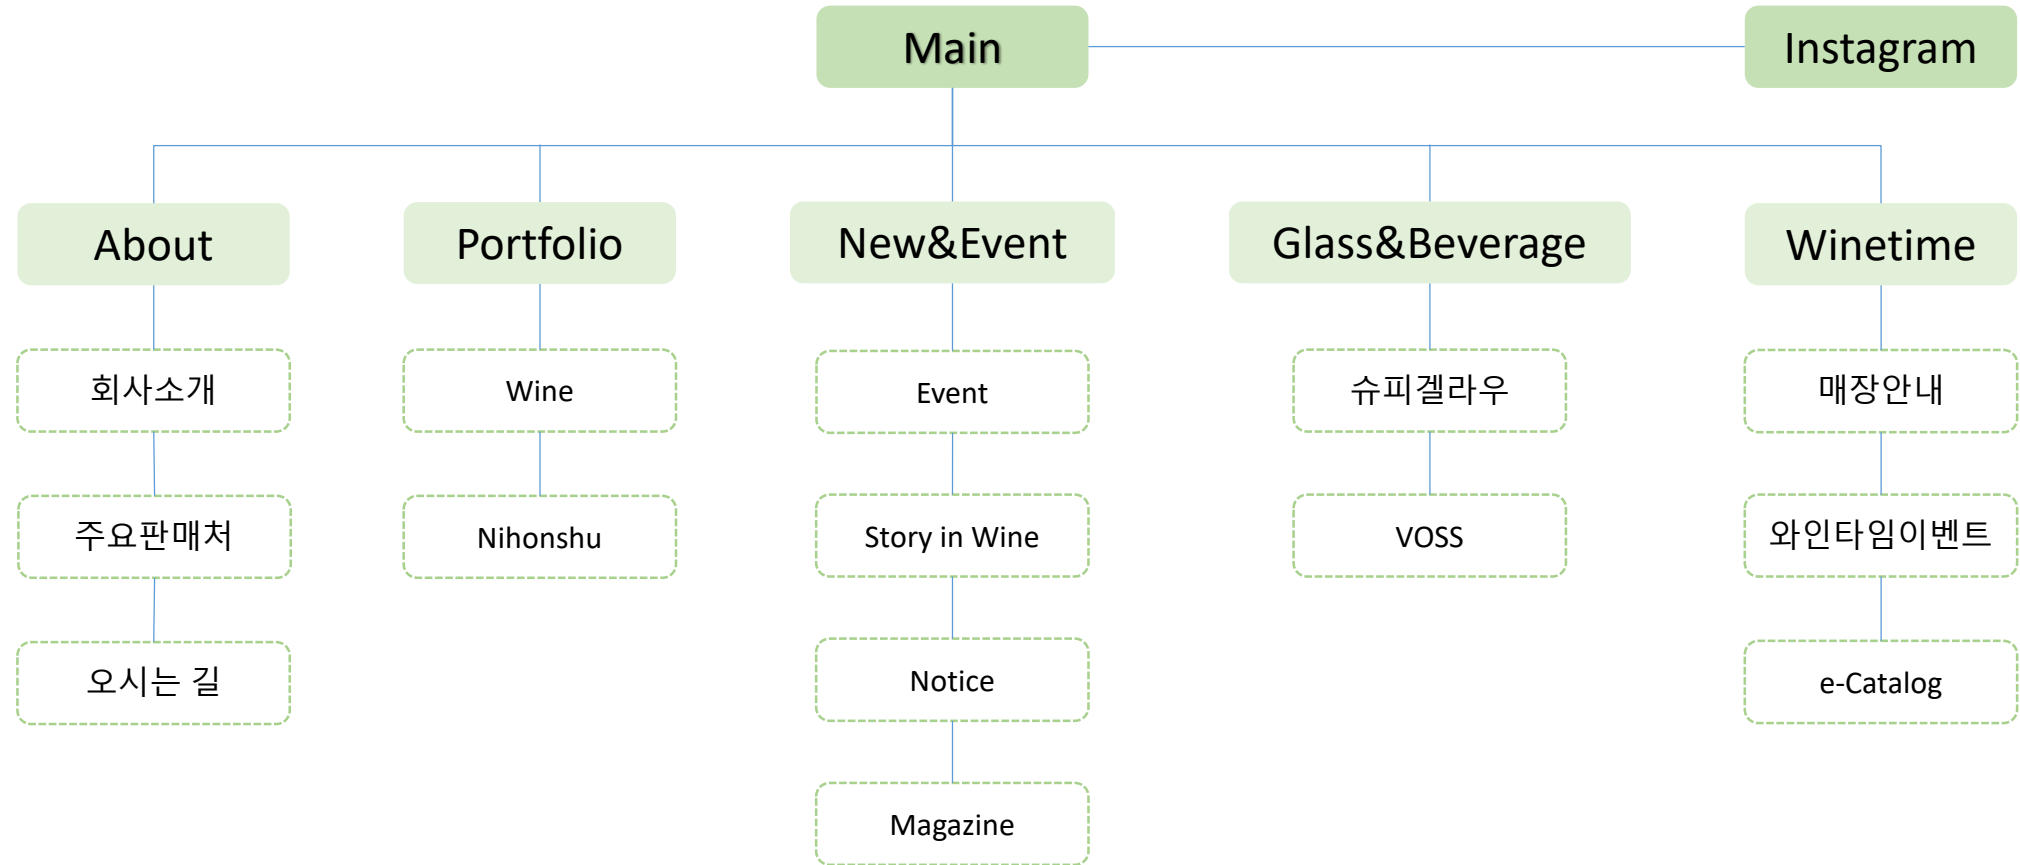 Main
Instagram
About
Portfolio
New&Event
Glass&Beverage
Winetime
회사소개
Wine
Event
슈피겔라우
매장안내
주요판매처
Nihonshu
Story in Wine
VOSS
와인타임이벤트
오시는 길
Notice
e-Catalog
Magazine